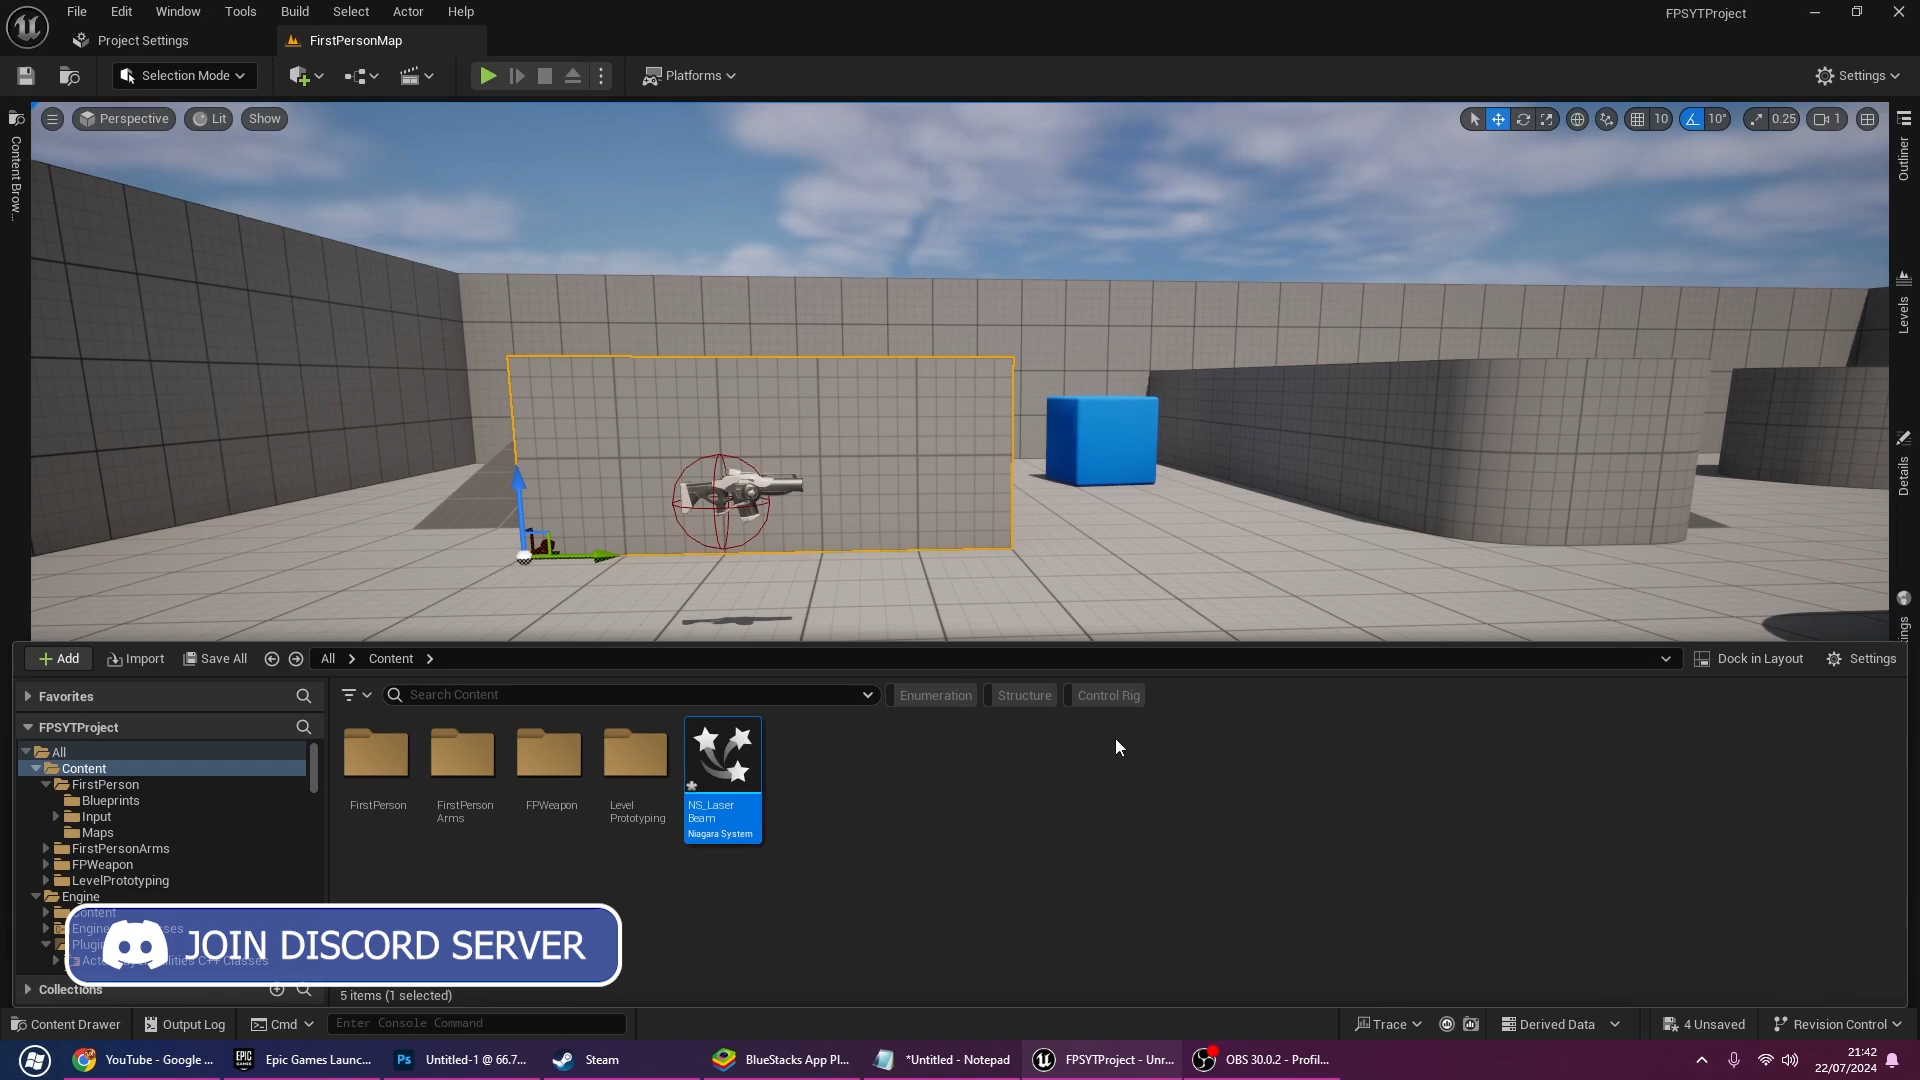 File Edit Window Tools Build Select Actor Help
FPSYTProject
Project Settings
FirstPersonMap
Selection Mode
Platforms
Settings
Perspective
Lit
Show
10
10°
0.25
1
Content Brow...
Outliner
Levels
Details
Add
Import
Save All
All
Content
Dock in Layout
Settings
Favorites
Search Content
Enumeration
Structure
Control Rig
FPSYTProject
All
Content
FirstPerson
Blueprints
Input
Maps
FirstPersonArms
FPWeapon
LevelPrototyping
Engine
Content
FirstPerson
FirstPerson
Arms
FPWeapon
Level
Prototyping
NS_Laser
Beam
Niagara System
JOIN DISCORD SERVER
Collections
5 items (1 selected)
Content Drawer
Output Log
Cmd
Enter Console Command
Trace
Derived Data
4 Unsaved
Revision Control
YouTube - Google ...
Epic Games Launc...
Untitled-1 @ 66.7...
Steam
BlueStacks App Pl...
*Untitled - Notepad
FPSYTProject - Unr...
OBS 30.0.2 - Profil...
21:42
22/07/2024